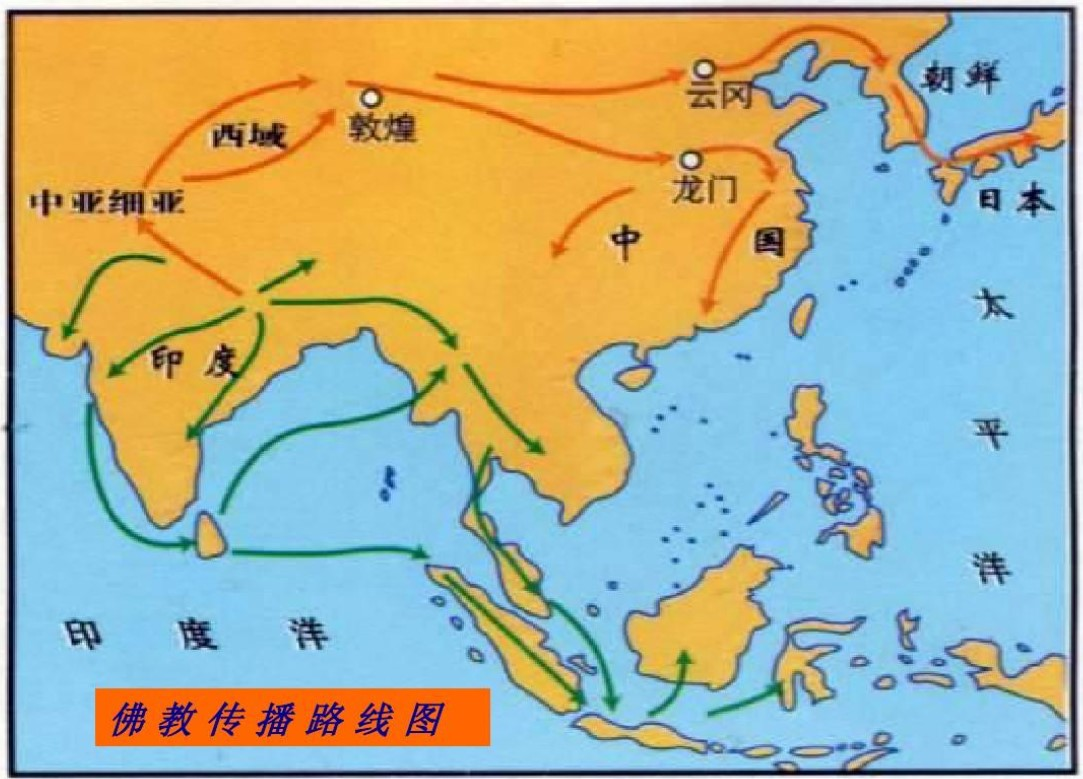 朝鲜
云冈
西域
敦煌
龙门
中亚细亚
日本
中国
太平洋
印度
印度洋
佛教传播路线图